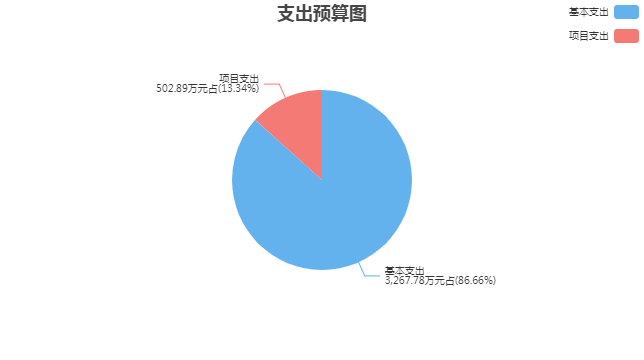 支出预算图
基本支出
项目支出
项目支出
502.89万元占(13.34%)
基本支出
3,267.78万元占(86.66%)